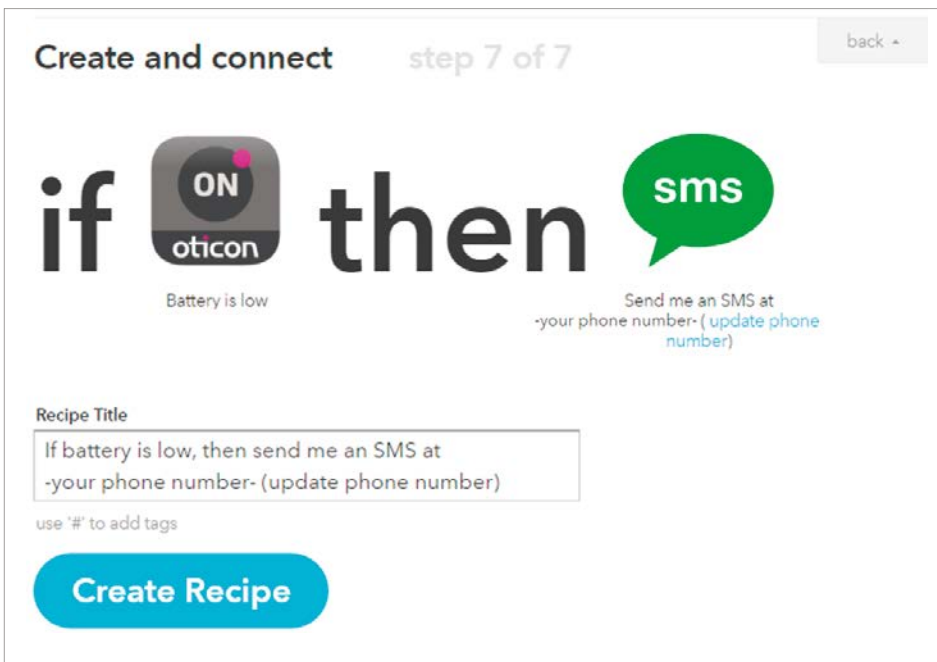 Create and connect step 7 of 7
back
if ON oticon then sms
Battery is low
Send me an SMS at
-your phone number- ( update phone
number)
Recipe Title
If battery is low, then send me an SMS at
-your phone number- (update phone number)
use '#' to add tags
Create Recipe